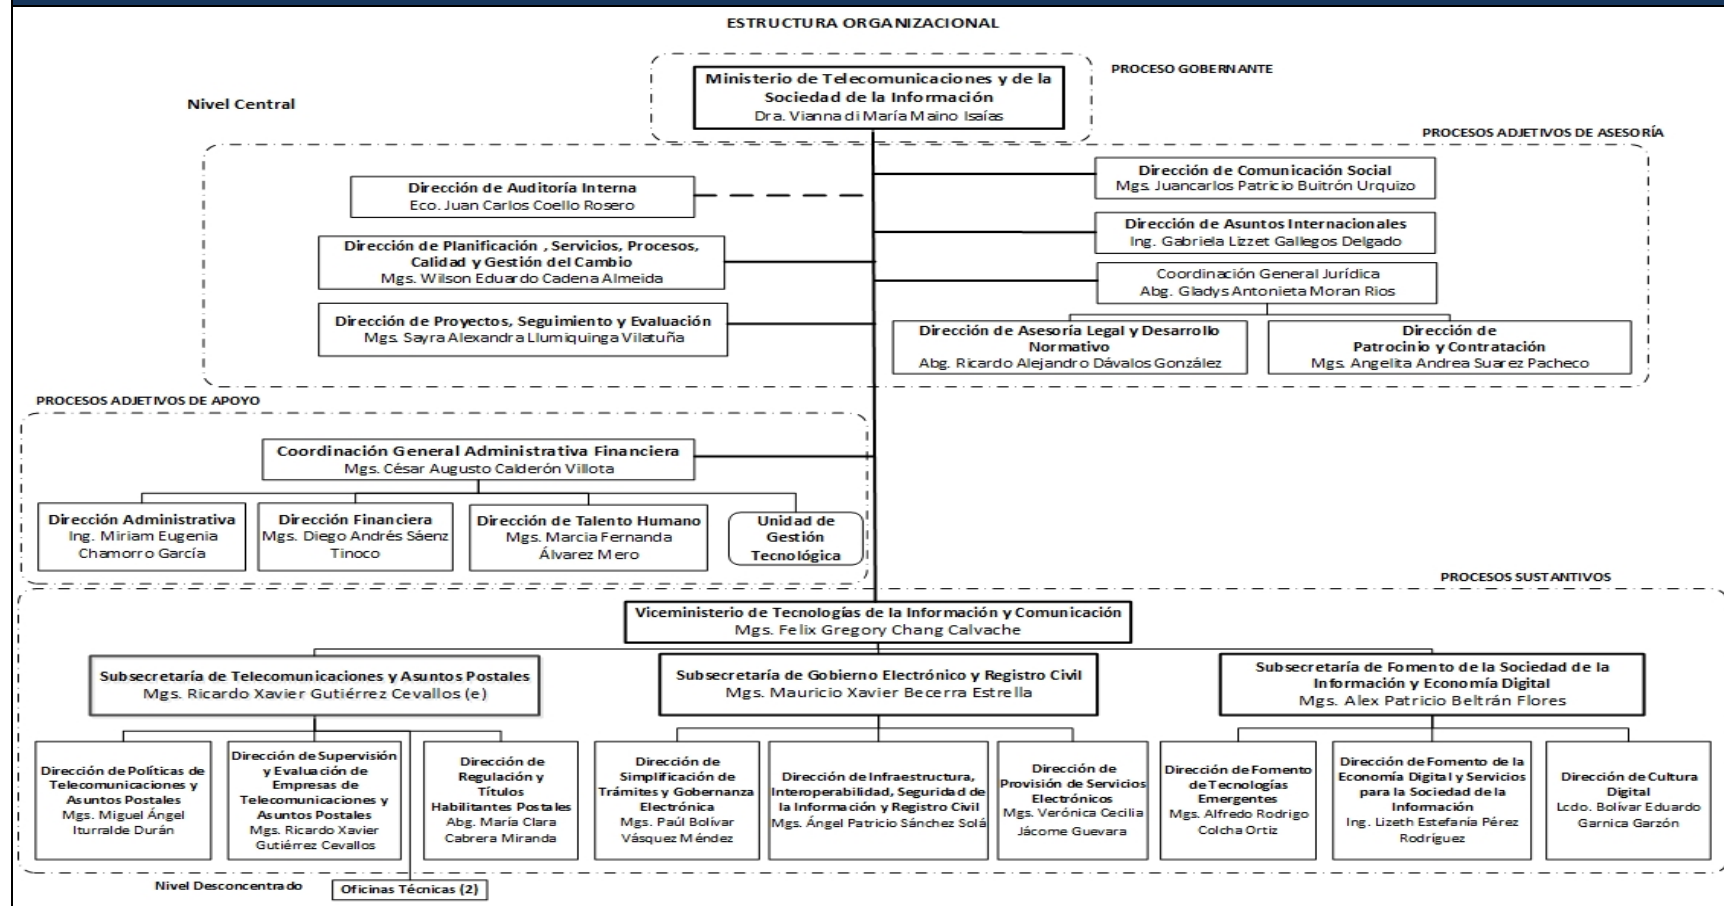 ESTRUCTURA ORGANIZACIONAL
PROCESO GOBERNANTE
Ministerio de Telecomunicaciones y de la
Sociedad de la Información
Dra. Vianna di María Maino Isaías
Nivel Central
PROCESOS ADJETIVOS DE ASESORÍA
Dirección de Auditoría Interna
Eco. Juan Carlos Coello Rosero
Dirección de Planificación , Servicios, Procesos,
Calidad y Gestión del Cambio
Mgs. Wilson Eduardo Cadena Almeida
Dirección de Proyectos, Seguimiento y Evaluación
Mgs. Sayra Alexandra Llumiquinga Vilatuña
Dirección de Comunicación Social
Mgs. Juancarlos Patricio Buitrón Urquizo
Dirección de Asuntos Internacionales
Ing. Gabriela Lizzet Gallegos Delgado
Coordinación General Jurídica
Abg. Gladys Antonieta Moran Rios
Dirección de Asesoría Legal y Desarrollo
Normativo
Abg. Ricardo Alejandro Dávalos González
Dirección de
Patrocinio y Contratación
Mgs. Angelita Andrea Suarez Pacheco
PROCESOS ADJETIVOS DE APOYO
Coordinación General Administrativa Financiera
Mgs. César Augusto Calderón Villota
Dirección Administrativa
Ing. Miriam Eugenia
Chamorro García
Dirección Financiera
Mgs. Diego Andrés Sáenz
Tinoco
Dirección de Talento Humano
Mgs. Marcia Fernanda
Álvarez Mero
Unidad de
Gestión
Tecnológica
PROCESOS SUSTANTIVOS
Viceministerio de Tecnologías de la Información y Comunicación
Mgs. Felix Gregory Chang Calvache
Subsecretaría de Telecomunicaciones y Asuntos Postales
Mgs. Ricardo Xavier Gutiérrez Cevallos (e)
Subsecretaría de Gobierno Electrónico y Registro Civil
Mgs. Mauricio Xavier Becerra Estrella
Subsecretaría de Fomento de la Sociedad de la
Información y Economía Digital
Mgs. Alex Patricio Beltrán Flores
Dirección de Políticas de
Telecomunicaciones y
Asuntos Postales
Mgs. Miguel Ángel
Iturralde Durán
Dirección de Supervisión
y Evaluación de
Empresas de
Telecomunicaciones y
Asuntos Postales
Mgs. Ricardo Xavier
Gutiérrez Cevallos
Dirección de
Regulación y
Títulos
Habilitantes Postales
Abg. María Clara
Cabrera Miranda
Dirección de
Simplificación de
Trámites y Gobernanza
Electrónica
Mgs. Paúl Bolívar
Vásquez Méndez
Dirección de Infraestructura,
Interoperabilidad, Seguridad de
la Información y Registro Civil
Mgs. Ángel Patricio Sánchez Solá
Dirección de
Provisión de Servicios
Electrónicos
Mgs. Verónica Cecilia
Jácome Guevara
Dirección de Fomento
de Tecnologías
Emergentes
Mgs. Alfredo Rodrigo
Colcha Ortiz
Dirección de Fomento de la
Economía Digital y Servicios
para la Sociedad de la
Información
Ing. Lizeth Estefanía Pérez
Rodríguez
Dirección de Cultura
Digital
Lcdo. Bolívar Eduardo
Garnica Garzón
Nivel Desconcentrado
Oficinas Técnicas (2)